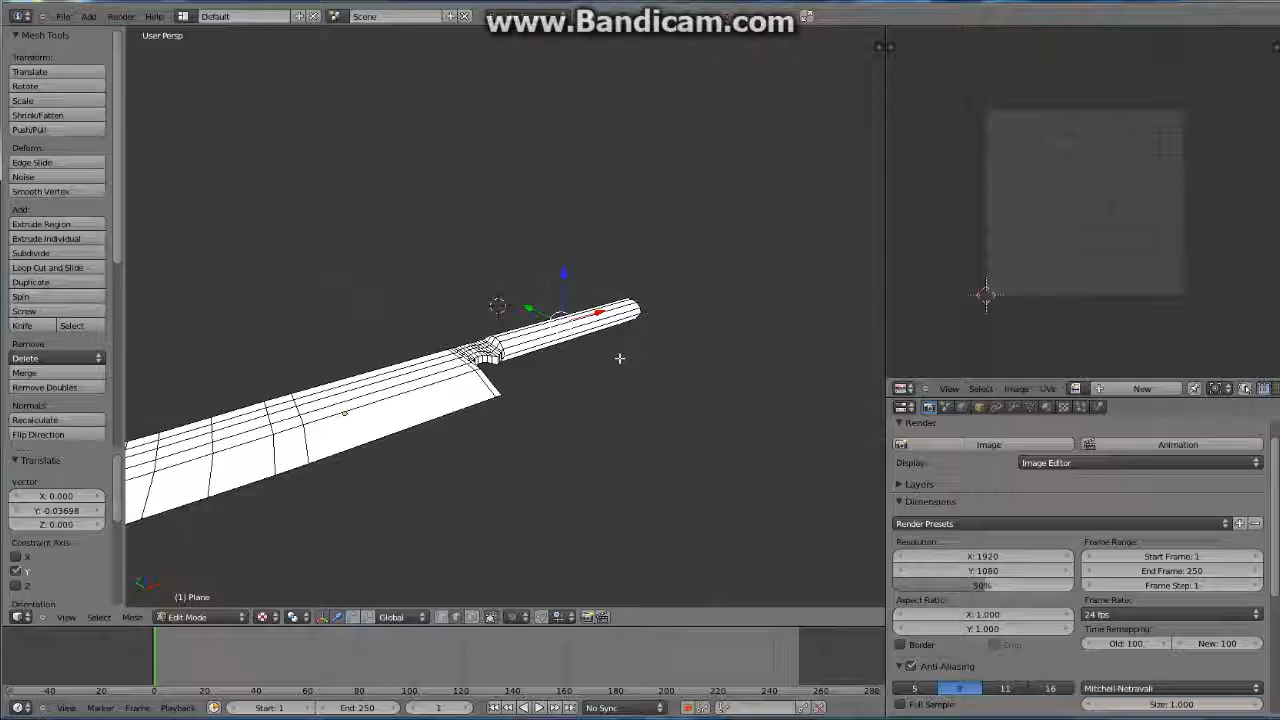 www.Bandicam.com
File Add Render Help Default Scene
Mesh Tools
User Persp
Transform:
Translate
Rotate
Scale
Shrink/Fatten
Push/Pull
Deform:
Edge Slide
Noise
Smooth Vertex
Add:
Extrude Region
Extrude Individual
Subdivide
Loop Cut and Slide
Duplicate
Spin
Screw
Knife Select
Remove
Delete
Merge
Remove Doubles
Normals:
Recalculate
Flip Direction
Translate
Vector
X: 0.000
Y: -0.03698
Z: 0.000
Constraint Axis
X
Y
Z
Orientation
(1) Plane
View Select Mesh Edit Mode Global
-40 -20 0 20 40 60 80 100 120 140 160 180 200 220 240 260 280
View Marker Frame Playback Start: 1 End: 250 1 No Sync
View Select Image UVs New
Render
Image Animation
Display: Image Editor
Layers
Dimensions
Render Presets
Resolution: Frame Range:
X: 1920 Start Frame: 1
Y: 1080 End Frame: 250
50% Frame Step: 1
Aspect Ratio: Frame Rate:
X: 1.000 24 fps
Y: 1.000 Time Remapping:
Border Crop Old: 100 New: 100
Anti-Aliasing
5 8 11 16 Mitchell-Netravali
Full Sample Size: 1.000